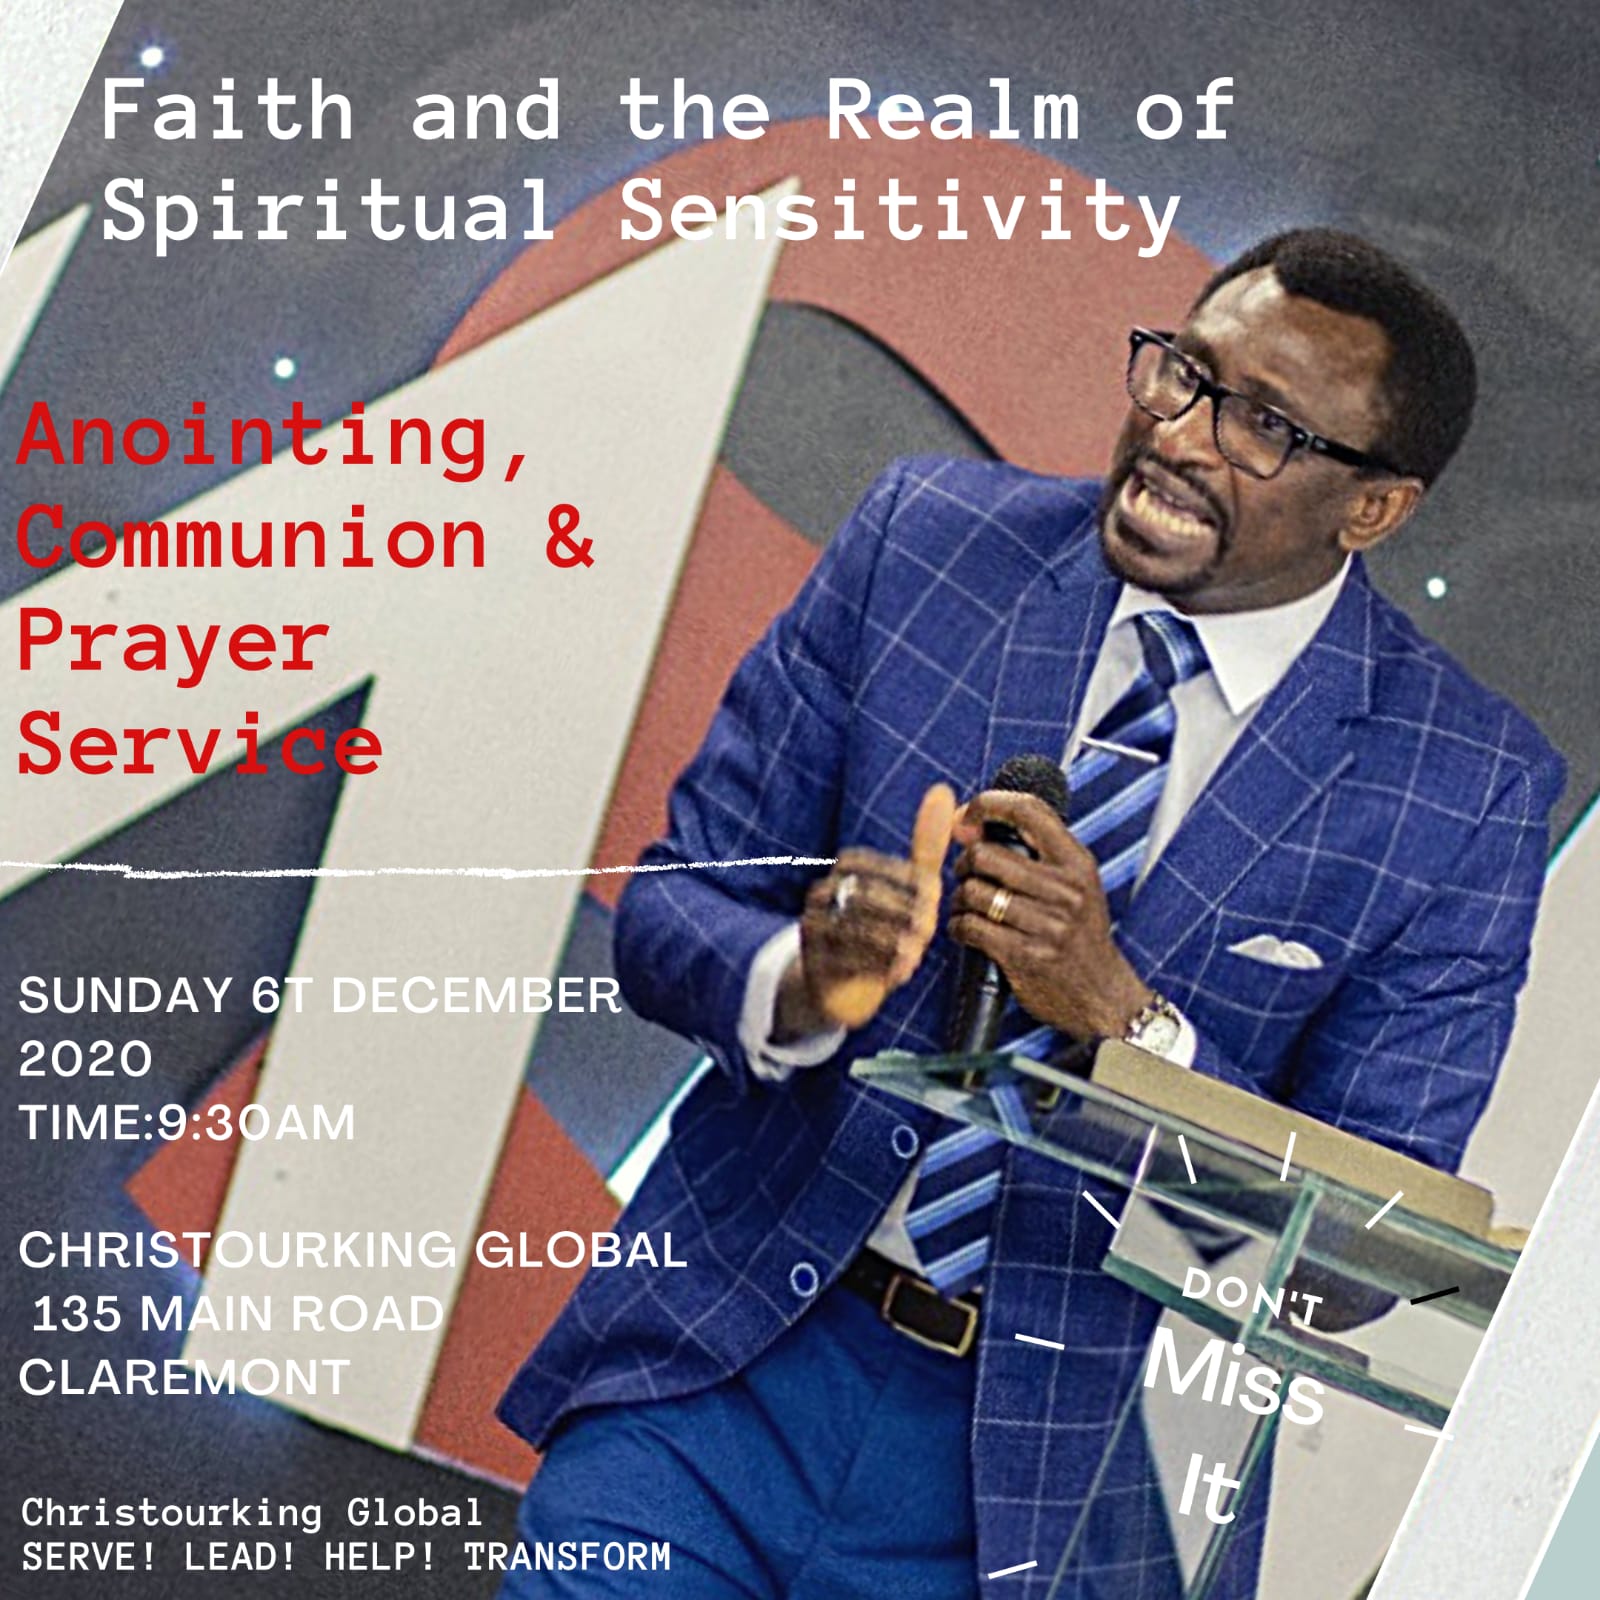 Faith and the Realm of
Spiritual Sensitivity
Anointing,
Communion &
Prayer
Service
SUNDAY 6T DECEMBER
2020
TIME:9:30AM
CHRISTOURKING GLOBAL
135 MAIN ROAD
CLAREMONT
Christourking Global
SERVE! LEAD! HELP! TRANSFORM
DON'T
Miss
It